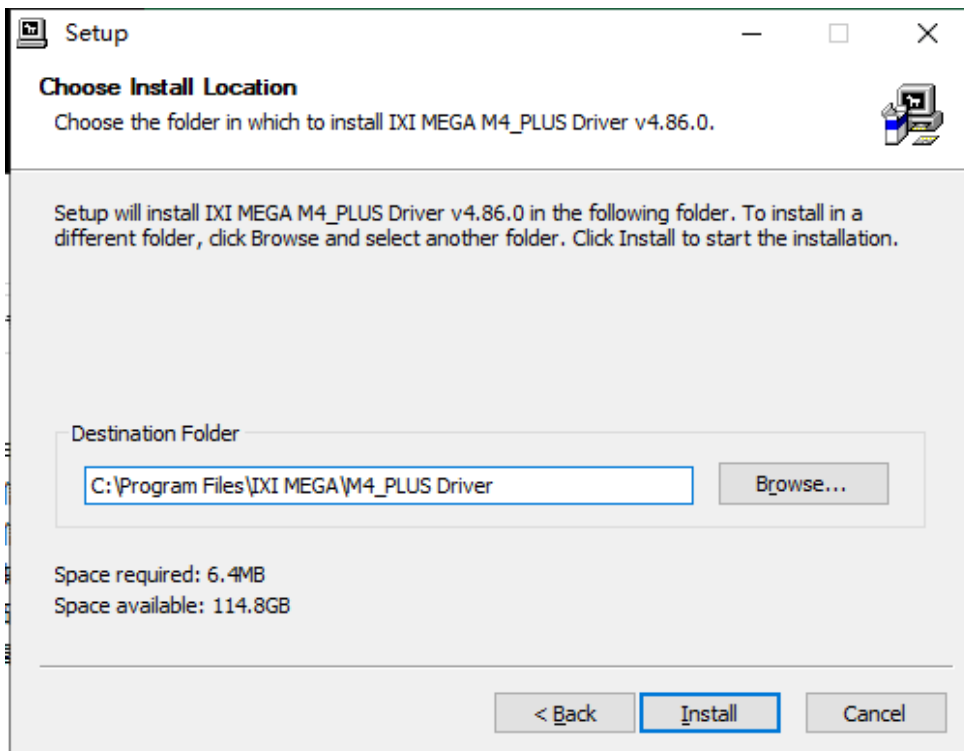 Setup
Choose Install Location
Choose the folder in which to install IXI MEGA M4_PLUS Driver v4.86.0.
Setup will install IXI MEGA M4_PLUS Driver v4.86.0 in the following folder. To install in a
different folder, click Browse and select another folder. Click Install to start the installation.
Destination Folder
C:\Program Files\IXI MEGA\M4_PLUS Driver
Browse...
Space required: 6.4MB
Space available: 114.8GB
< Back
Install
Cancel